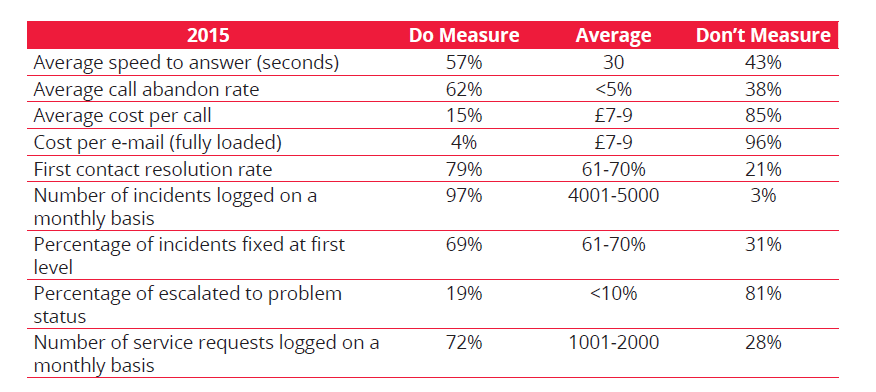 2015 Do Measure Average Don’t Measure
Average speed to answer (seconds) 57% 30 43%
Average call abandon rate 62% <5% 38%
Average cost per call 15% £7-9 85%
Cost per e-mail (fully loaded) 4% £7-9 96%
First contact resolution rate 79% 61-70% 21%
Number of incidents logged on a 97% 4001-5000 3%
monthly basis
Percentage of incidents fixed at first 69% 61-70% 31%
level
Percentage of escalated to problem 19% <10% 81%
status
Number of service requests logged on a 72% 1001-2000 28%
monthly basis